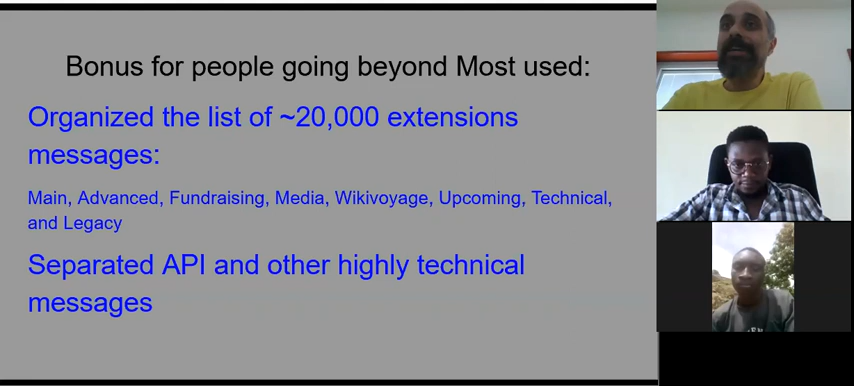 Bonus for people going beyond Most used:
Organized the list of ~20,000 extensions
messages:
Main, Advanced, Fundraising, Media, Wikivoyage, Upcoming, Technical,
and Legacy
Separated API and other highly technical
messages